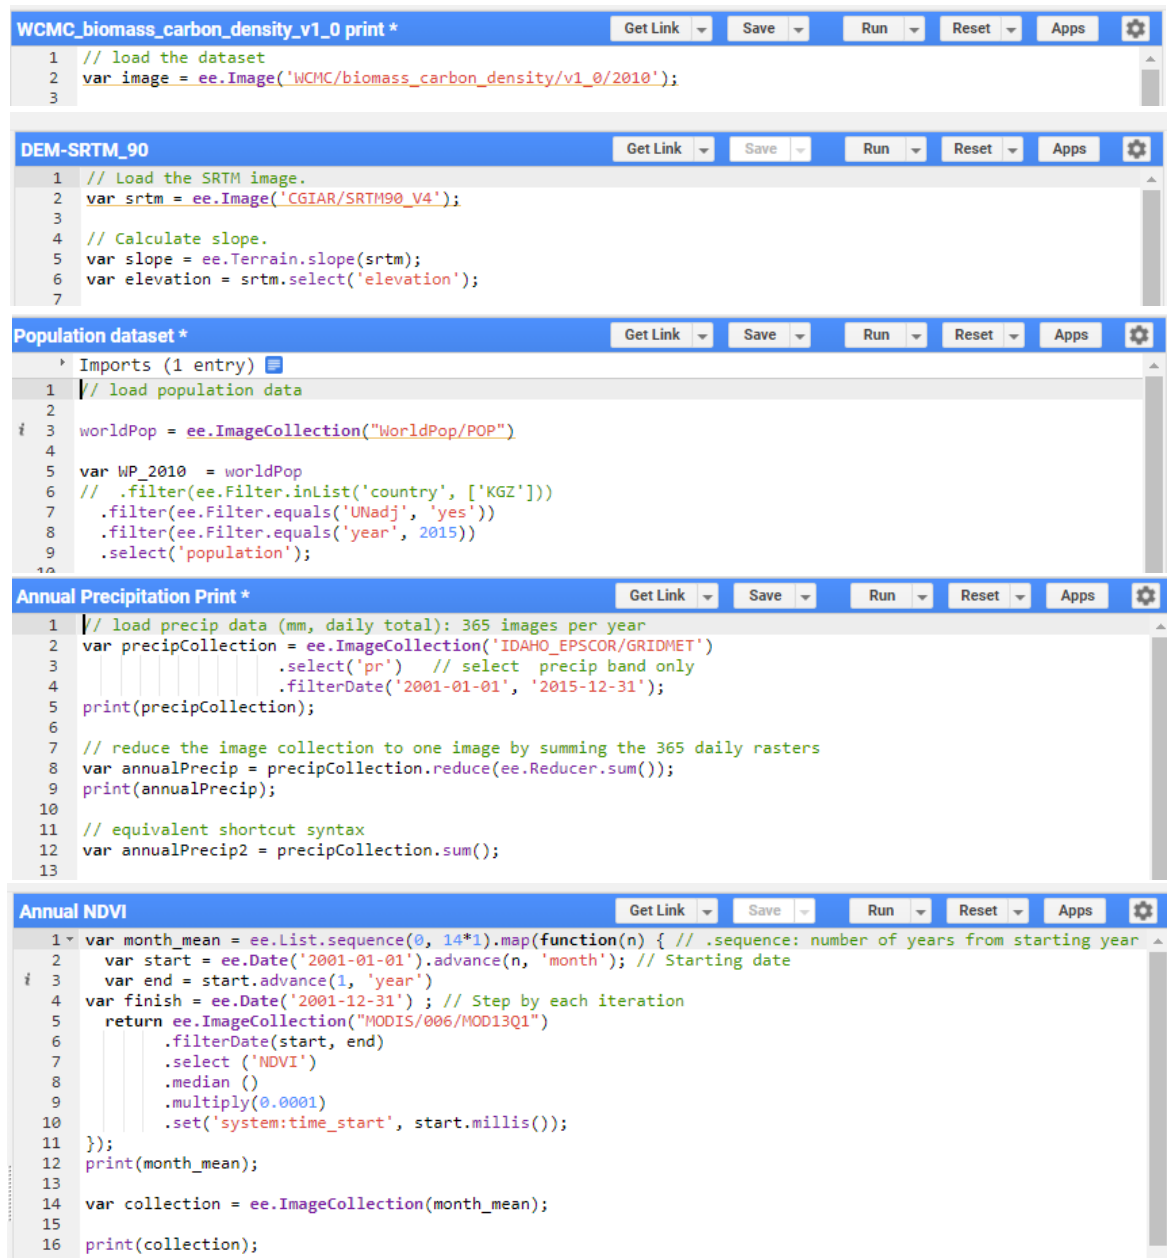 WCMC_biomass_carbon_density_v1_0 print * Get Link Save Run Reset Apps
1 // load the dataset
2 var image = ee.Image('WCMC/biomass_carbon_density/v1_0/2010');
3
DEM-SRTM_90 Get Link Save Run Reset Apps
1 // Load the SRTM image.
2 var srtm = ee.Image('CGIAR/SRTM90_V4');
3
4 // Calculate slope.
5 var slope = ee.Terrain.slope(srtm);
6 var elevation = srtm.select('elevation');
7
Population dataset * Get Link Save Run Reset Apps
Imports (1 entry)
1 // load population data
2
i 3 worldPop = ee.ImageCollection("WorldPop/POP")
4
5 var WP_2010  = worldPop
6 //  .filter(ee.Filter.inList('country', ['KGZ']))
7   .filter(ee.Filter.equals('UNadj', 'yes'))
8   .filter(ee.Filter.equals('year', 2015))
9   .select('population');
10
Annual Precipitation Print * Get Link Save Run Reset Apps
1 // load precip data (mm, daily total): 365 images per year
2 var precipCollection = ee.ImageCollection('IDAHO_EPSCOR/GRIDMET')
3                     .select('pr')   // select  precip band only
4                     .filterDate('2001-01-01', '2015-12-31');
5 print(precipCollection);
6
7 // reduce the image collection to one image by summing the 365 daily rasters
8 var annualPrecip = precipCollection.reduce(ee.Reducer.sum());
9 print(annualPrecip);
10
11 // equivalent shortcut syntax
12 var annualPrecip2 = precipCollection.sum();
13
Annual NDVI Get Link Save Run Reset Apps
1 var month_mean = ee.List.sequence(0, 14*1).map(function(n) { // .sequence: number of years from starting year
2   var start = ee.Date('2001-01-01').advance(n, 'month'); // Starting date
i 3   var end = start.advance(1, 'year')
4 var finish = ee.Date('2001-12-31') ; // Step by each iteration
5   return ee.ImageCollection("MODIS/006/MOD13Q1")
6         .filterDate(start, end)
7         .select ('NDVI')
8         .median ()
9         .multiply(0.0001)
10         .set('system:time_start', start.millis());
11 });
12 print(month_mean);
13
14 var collection = ee.ImageCollection(month_mean);
15
16 print(collection);